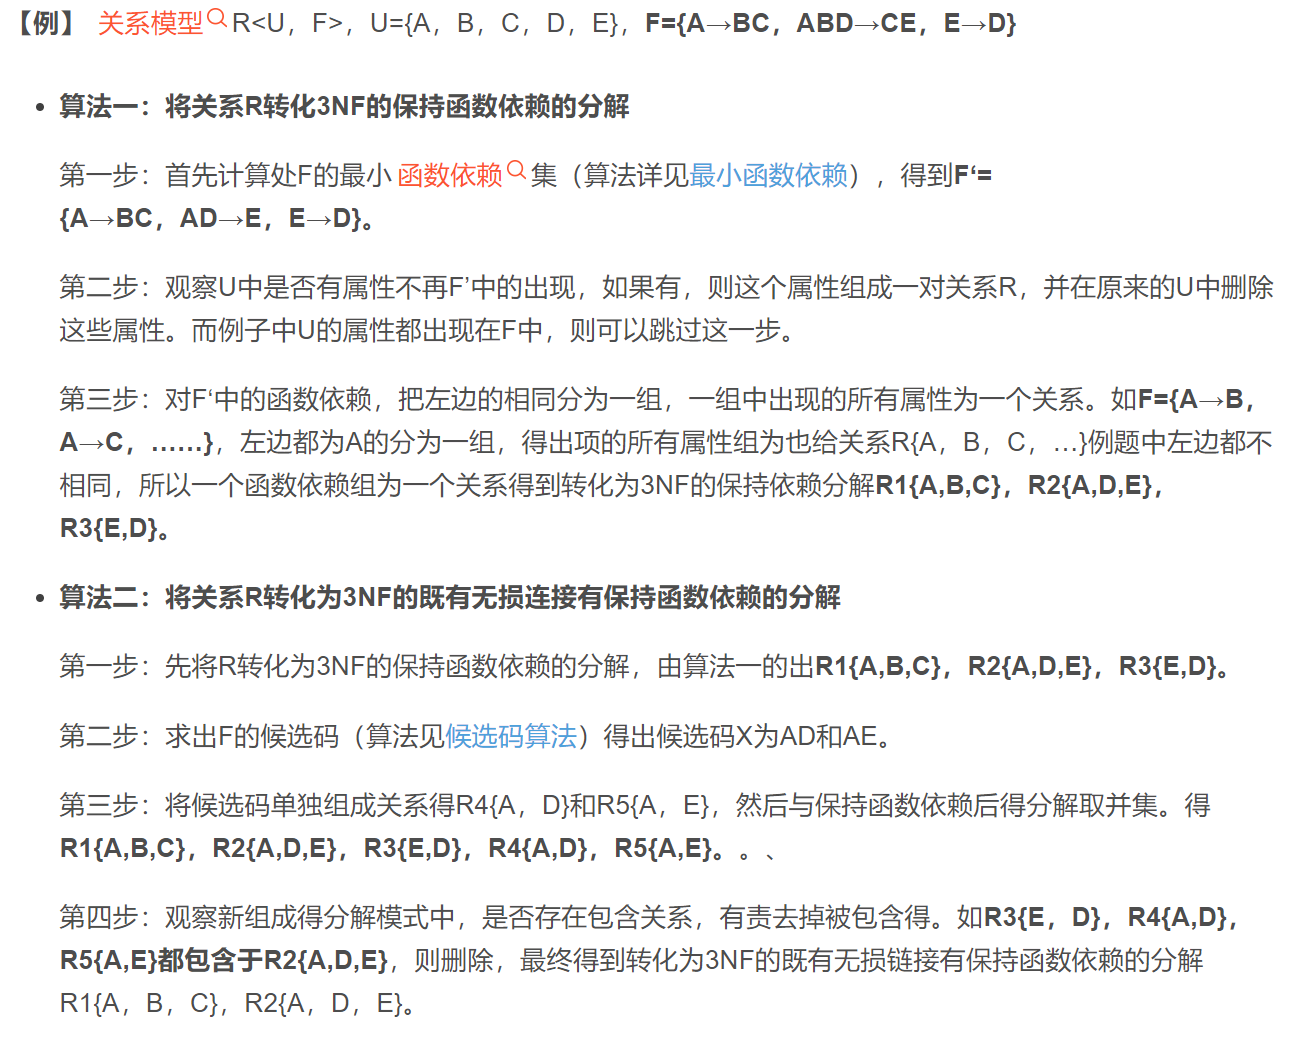 【例】 关系模型 R<U，F>，U={A，B，C，D，E}，F={A→BC，ABD→CE，E→D}
• 算法一：将关系R转化3NF的保持函数依赖的分解
第一步：首先计算处F的最小 函数依赖 集（算法详见最小函数依赖），得到F‘=
{A→BC，AD→E，E→D}。
第二步：观察U中是否有属性不再F’中的出现，如果有，则这个属性组成一对关系R，并在原来的U中删除
这些属性。而例子中U的属性都出现在F中，则可以跳过这一步。
第三步：对F‘中的函数依赖，把左边的相同分为一组，一组中出现的所有属性为一个关系。如F={A→B，
A→C，……}，左边都为A的分为一组，得出项的所有属性组为也给关系R{A，B，C，…}例题中左边都不
相同，所以一个函数依赖组为一个关系得到转化为3NF的保持依赖分解R1{A,B,C}，R2{A,D,E}，
R3{E,D}。
• 算法二：将关系R转化为3NF的既有无损连接有保持函数依赖的分解
第一步：先将R转化为3NF的保持函数依赖的分解，由算法一的出R1{A,B,C}，R2{A,D,E}，R3{E,D}。
第二步：求出F的候选码（算法见候选码算法）得出候选码X为AD和AE。
第三步：将候选码单独组成关系得R4{A，D}和R5{A，E}，然后与保持函数依赖后得分解取并集。得
R1{A,B,C}，R2{A,D,E}，R3{E,D}，R4{A,D}，R5{A,E}。。、
第四步：观察新组成得分解模式中，是否存在包含关系，有责去掉被包含得。如R3{E，D}，R4{A,D}，
R5{A,E}都包含于R2{A,D,E}，则删除，最终得到转化为3NF的既有无损链接有保持函数依赖的分解
R1{A，B，C}，R2{A，D，E}。